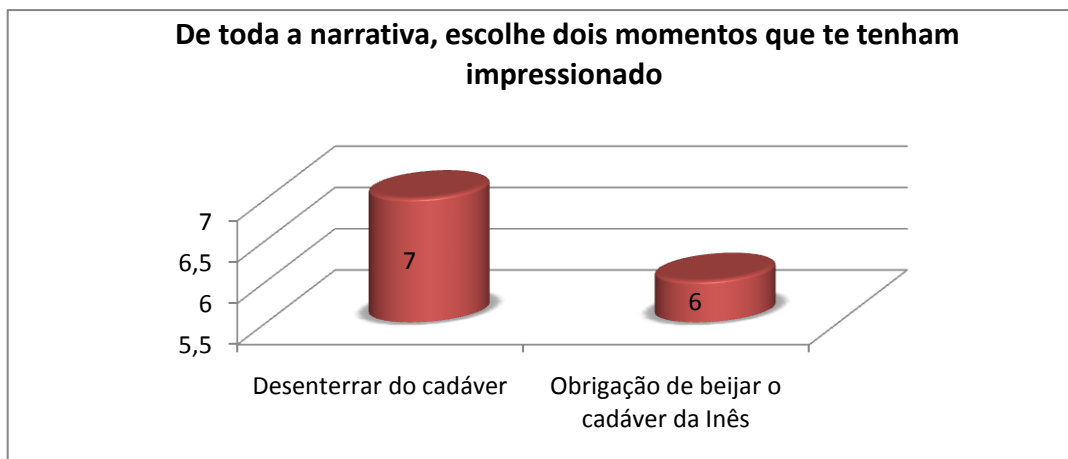 De toda a narrativa, escolhe dois momentos que te tenham
impressionado
7
6,5
6
5,5
7
6
Desenterrar do cadáver
Obrigação de beijar o
cadáver da Inês